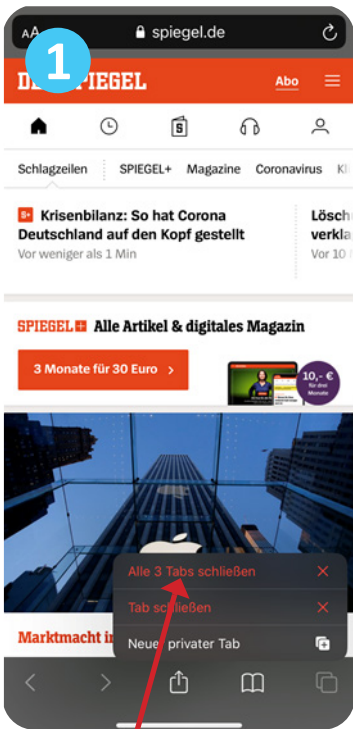 AA
spiegel.de
1
DER SPIEGEL
Abo
Schlagzeilen SPIEGEL+ Magazine Coronavirus
S+ Krisenbilanz: So hat Corona
Deutschland auf den Kopf gestellt
Vor weniger als 1 Min
Lösch
verkla
Vor 10
SPIEGEL+ Alle Artikel & digitales Magazin
3 Monate für 30 Euro >
10,- €
für drei
Monate
Alle 3 Tabs schließen
Tab schließen
Neuer privater Tab
Marktmacht